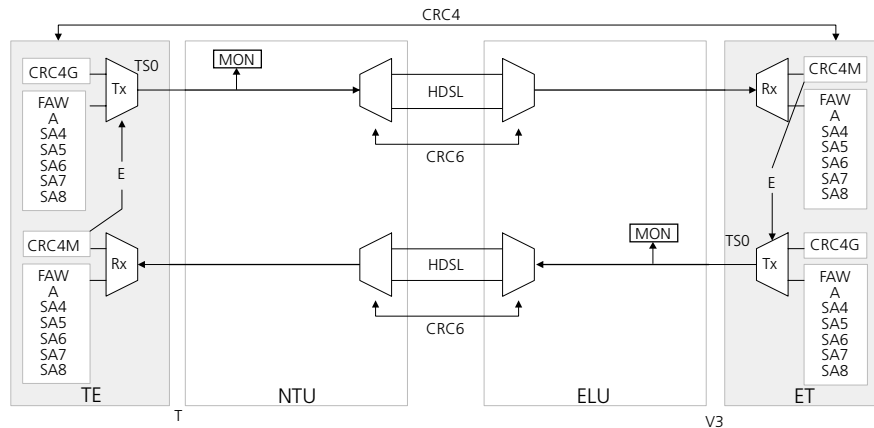 CRC4
CRC4G
Tx
TS0
MON
HDSL
Rx
CRC4M
FAW
A
SA4
SA5
SA6
SA7
SA8
FAW
A
SA4
SA5
SA6
SA7
SA8
CRC6
E
E
CRC4M
Rx
HDSL
MON
TS0
Tx
CRC4G
FAW
A
SA4
SA5
SA6
SA7
SA8
FAW
A
SA4
SA5
SA6
SA7
SA8
CRC6
TE
NTU
ELU
ET
T
V3